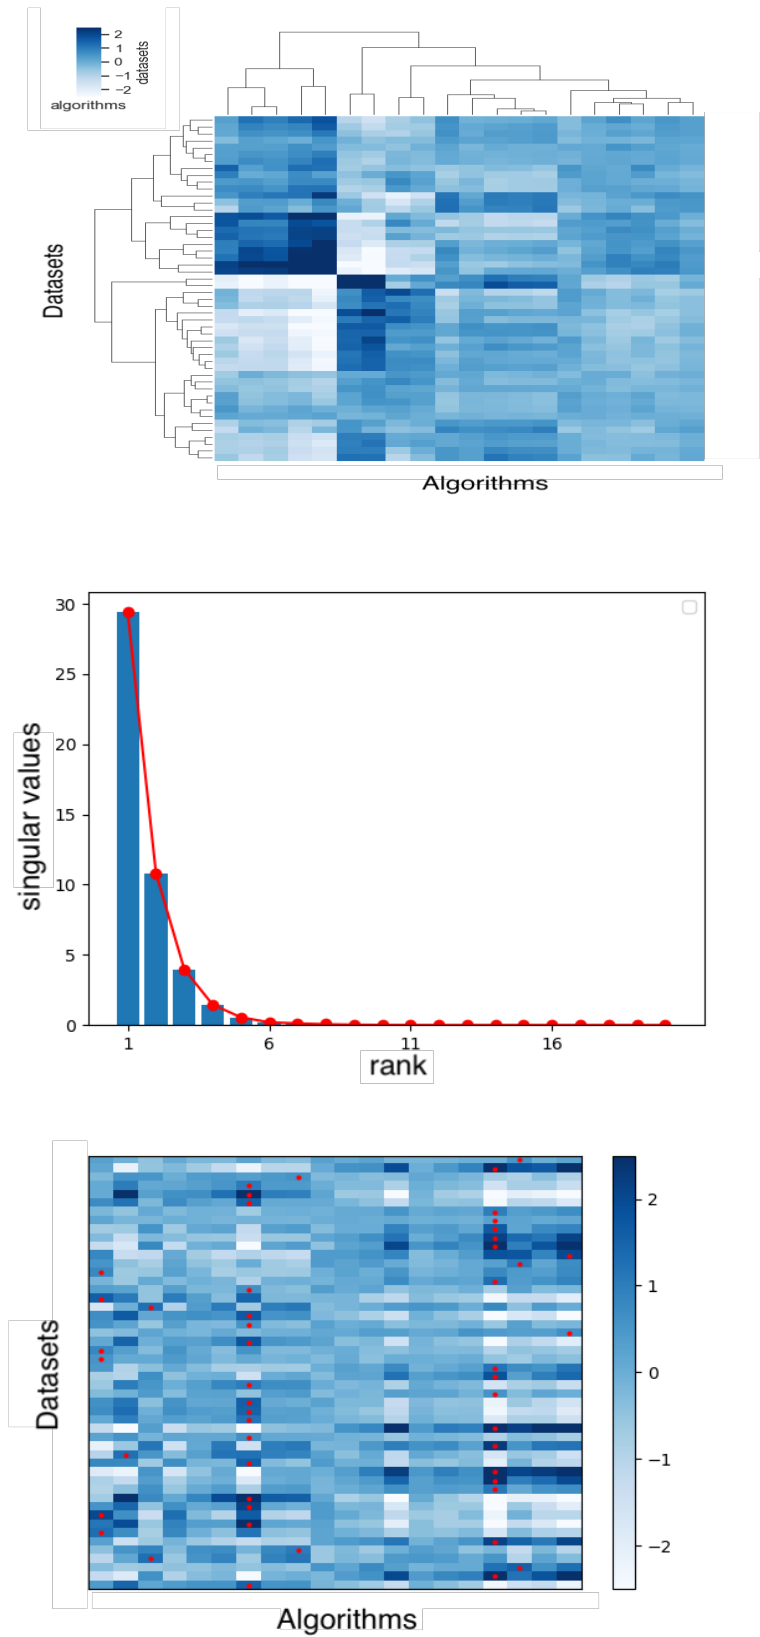 2
1
0
−1
−2
datasets
algorithms
Datasets
Algorithms
30
25
20
15
10
5
0
singular values
1
6
11
16
rank
Datasets
2
1
0
−1
−2
Algorithms